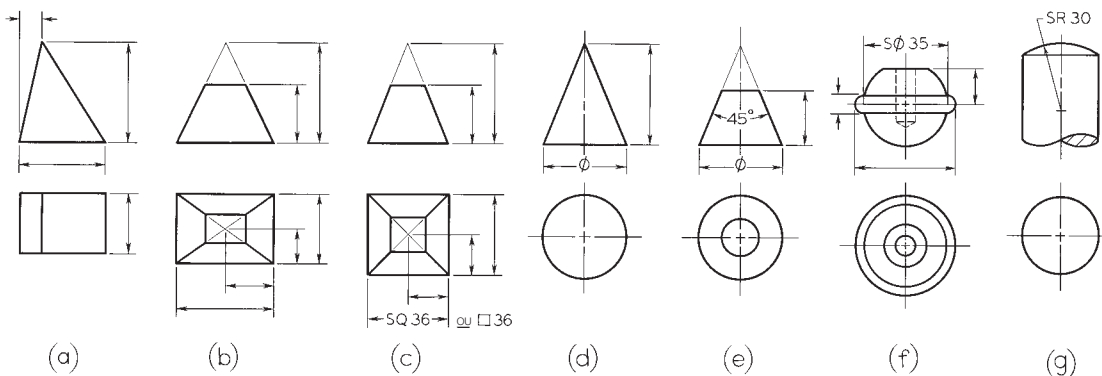 SØ 35
SR 30
45°
Ø
Ø
SQ 36 OU □ 36
(a)
(b)
(c)
(d)
(e)
(f)
(g)